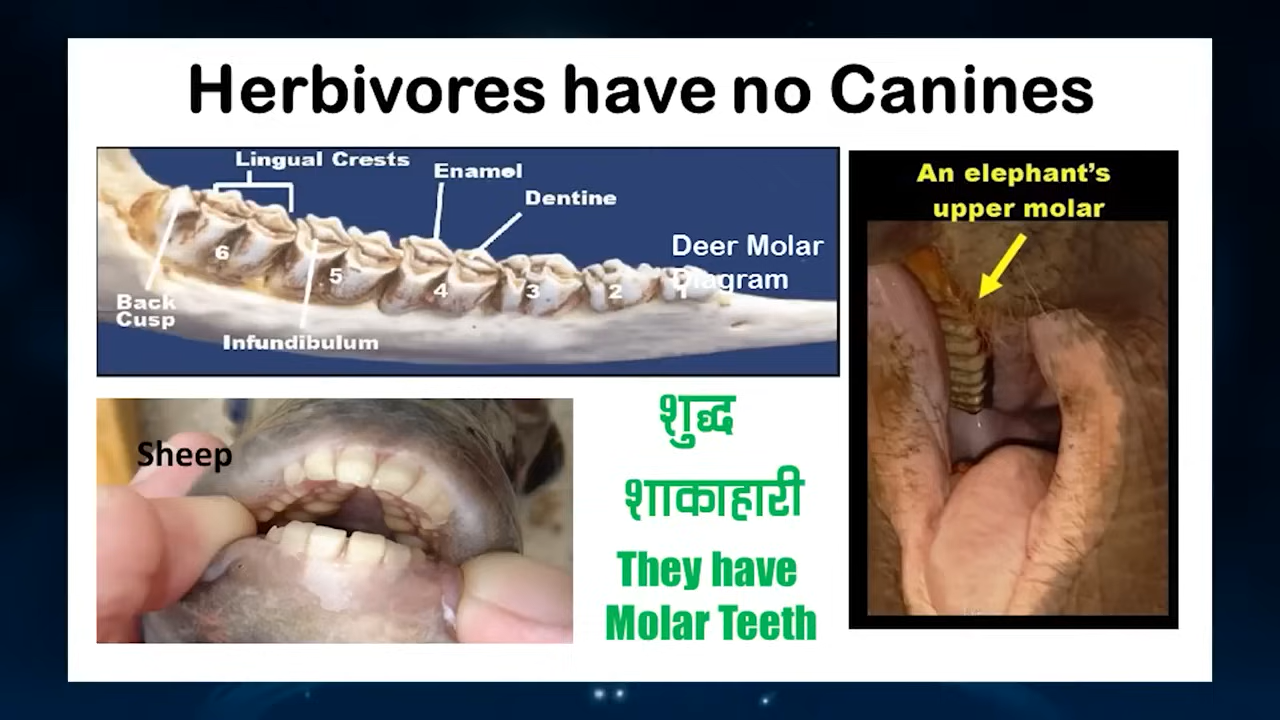 Herbivores have no Canines
Lingual Crests
Enamel
Dentine
Deer Molar
Diagram
6
5
4
3
2
1
Back
Cusp
Infundibulum
An elephant's
upper molar
Sheep
शुद्ध
शाकाहारी
They have
Molar Teeth